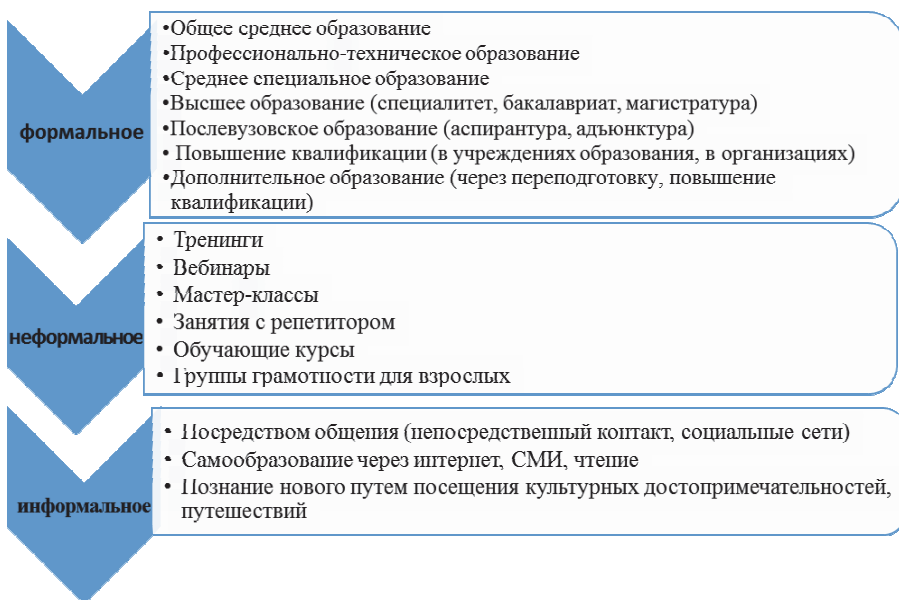 формальное
•Общее среднее образование
•Профессионально-техническое образование
•Среднее специальное образование
•Высшее образование (специалитет, бакалавриат, магистратура)
•Послевузовское образование (аспирантура, адъюнктура)
• Повышение квалификации (в учреждениях образования, в организациях)
•Дополнительное образование (через переподготовку, повышение
квалификации)
неформальное
• Тренинги
• Вебинары
• Мастер-классы
• Занятия с репетитором
• Обучающие курсы
• Группы грамотности для взрослых
информальное
• Посредством общения (непосредственный контакт, социальные сети)
• Самообразование через интернет, СМИ, чтение
• Познание нового путем посещения культурных достопримечательностей,
путешествий